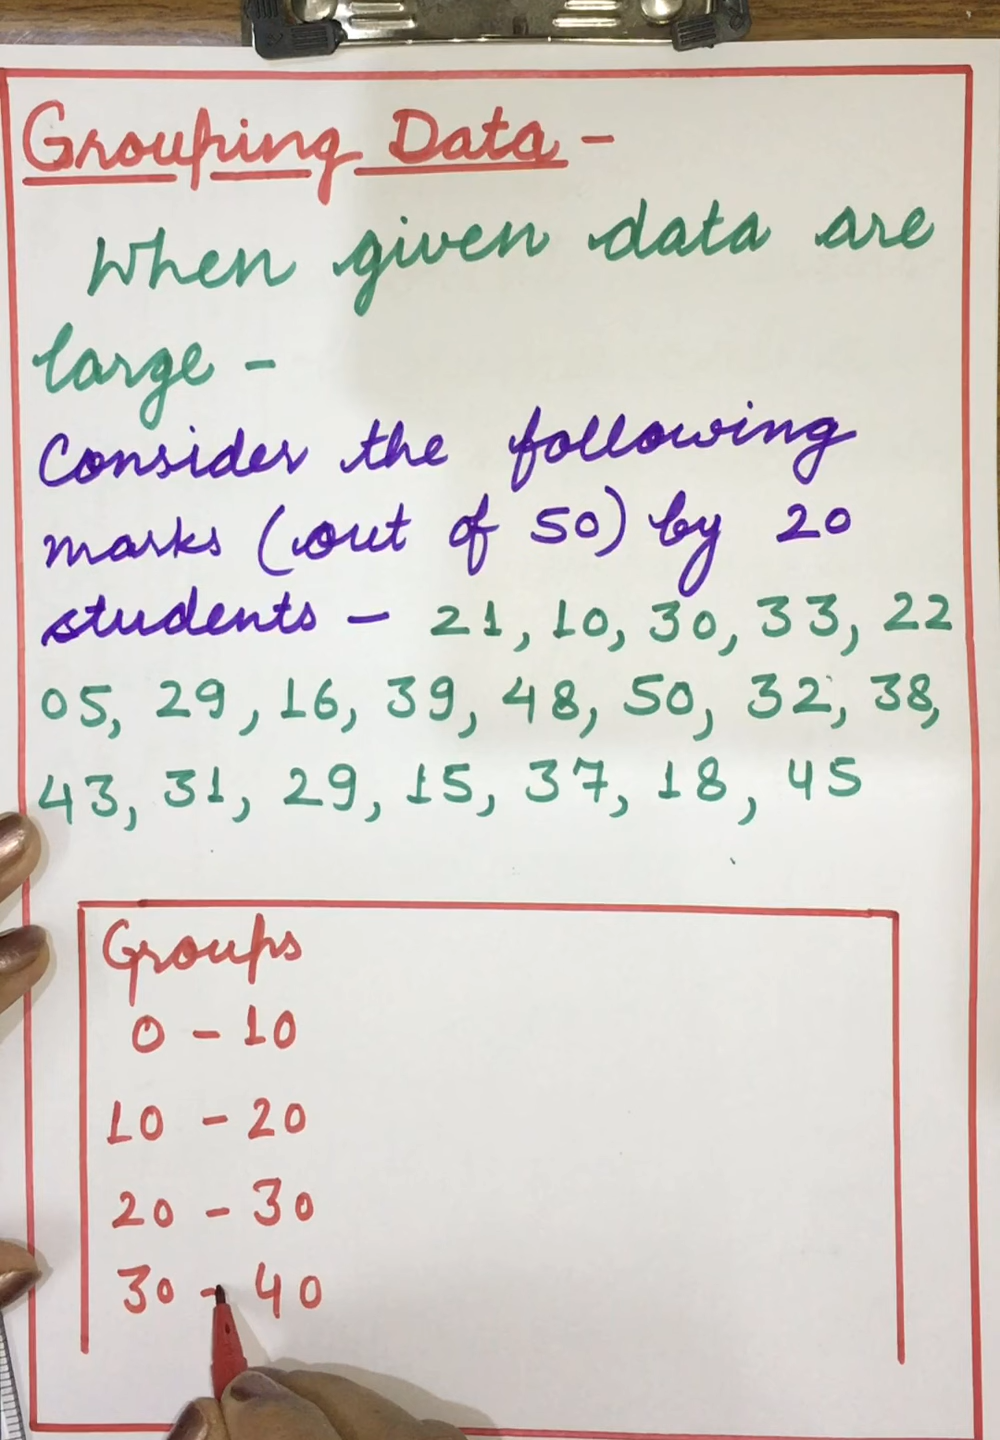 Grouping Data -
When given data are
large -
Consider the following
marks (out of 50) by 20
students - 21, 10, 30, 33, 22
05, 29, 16, 39, 48, 50, 32, 38,
43, 31, 29, 15, 37, 18, 45
Groups
0 - 10
10 - 20
20 - 30
30 - 40